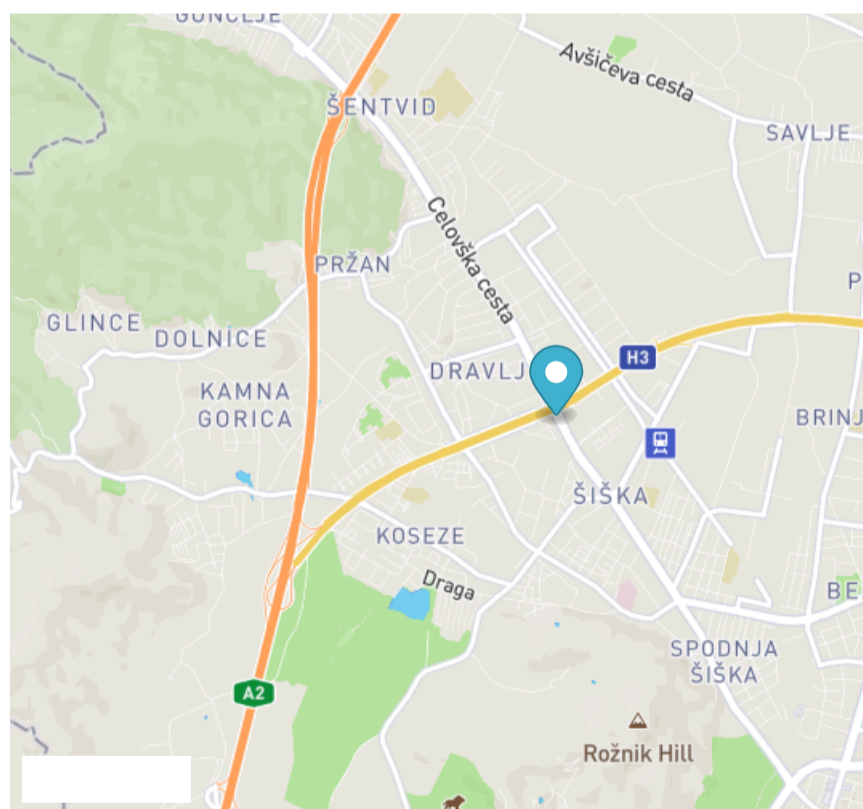 GUNCLJE
Avšičeva cesta
ŠENTVID
SAVLJE
Celovška cesta
PRŽAN
P
GLINCE
DOLNICE
H3
DRAVLJ
KAMNA
GORICA
BRINJ
ŠIŠKA
KOSEZE
Draga
BE
SPODNJA
ŠIŠKA
A2
Rožnik Hill